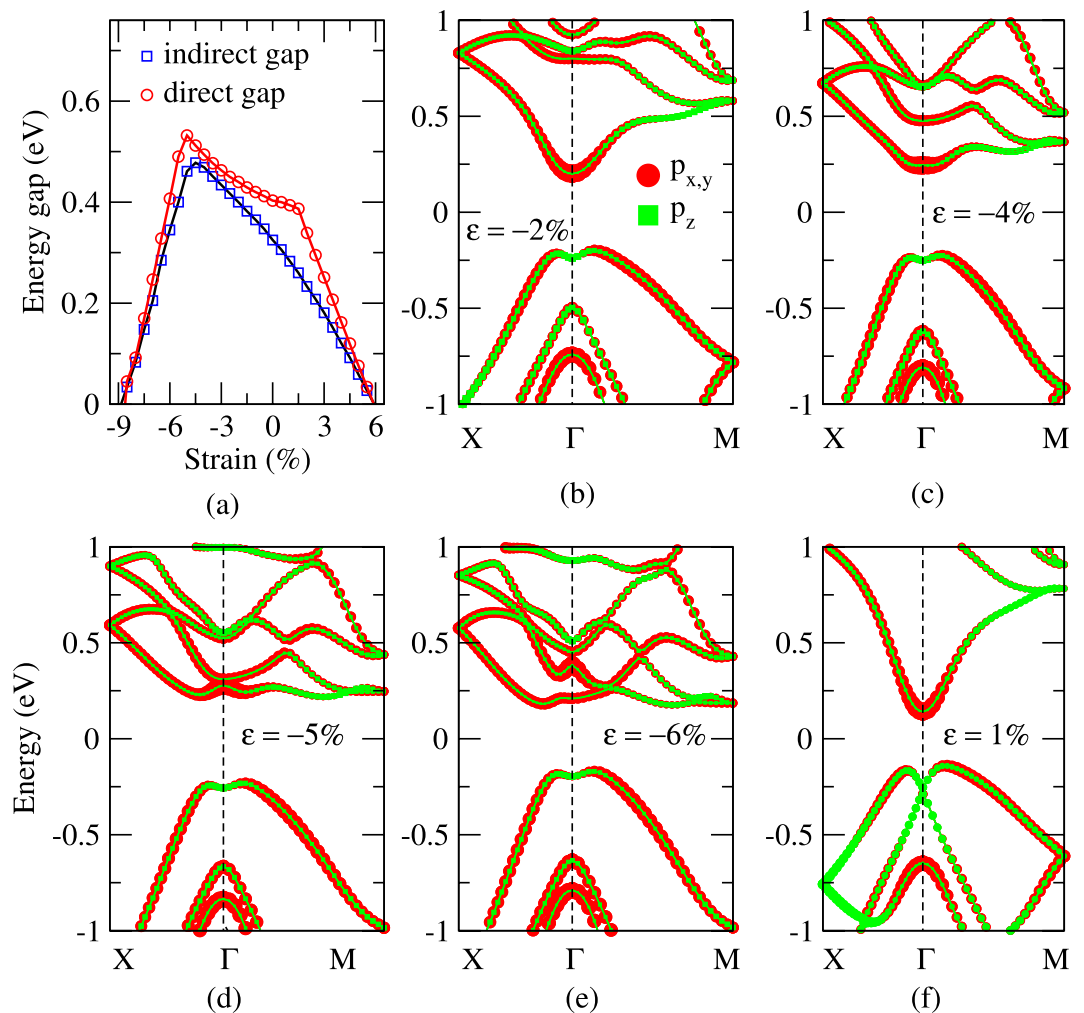 indirect gap
direct gap
Energy gap (eV)
0.6
0.4
0.2
0
-9 -6 -3 0 3 6
Strain (%)
(a)
1
0.5
0
-0.5
-1
p_{x,y}
p_z
ε = −2%
X Γ M
(b)
1
0.5
0
-0.5
-1
ε = −4%
X Γ M
(c)
Energy (eV)
1
0.5
0
-0.5
-1
ε = −5%
X Γ M
(d)
1
0.5
0
-0.5
-1
ε = −6%
X Γ M
(e)
1
0.5
0
-0.5
-1
ε = 1%
X Γ M
(f)